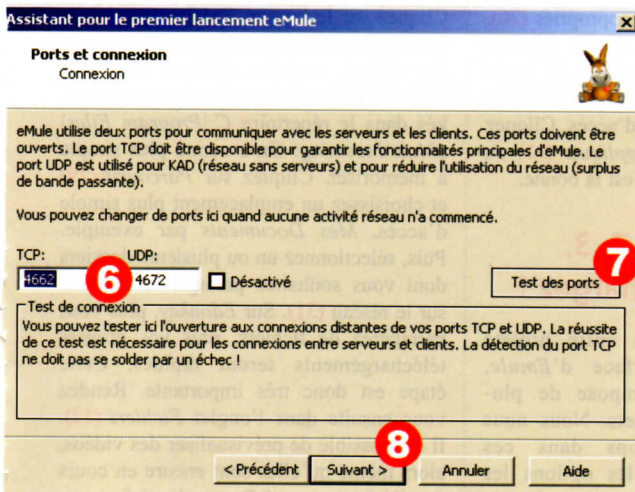 Assistant pour le premier lancement eMule
Ports et connexion
Connexion
eMule utilise deux ports pour communiquer avec les serveurs et les clients. Ces ports doivent être
ouverts. Le port TCP doit être disponible pour garantir les fonctionnalités principales d'eMule. Le
port UDP est utilisé pour KAD (réseau sans serveurs) et pour réduire l'utilisation du réseau (surplus
de bande passante).
Vous pouvez changer de ports ici quand aucune activité réseau n'a commencé.
TCP: UDP:
4662 6 4672 Désactivé Test des ports 7
Test de connexion
Vous pouvez tester ici l'ouverture aux connexions distantes de vos ports TCP et UDP. La réussite
de ce test est nécessaire pour les connexions entre serveurs et clients. La détection du port TCP
ne doit pas se solder par un échec !
8
< Précédent Suivant > Annuler Aide